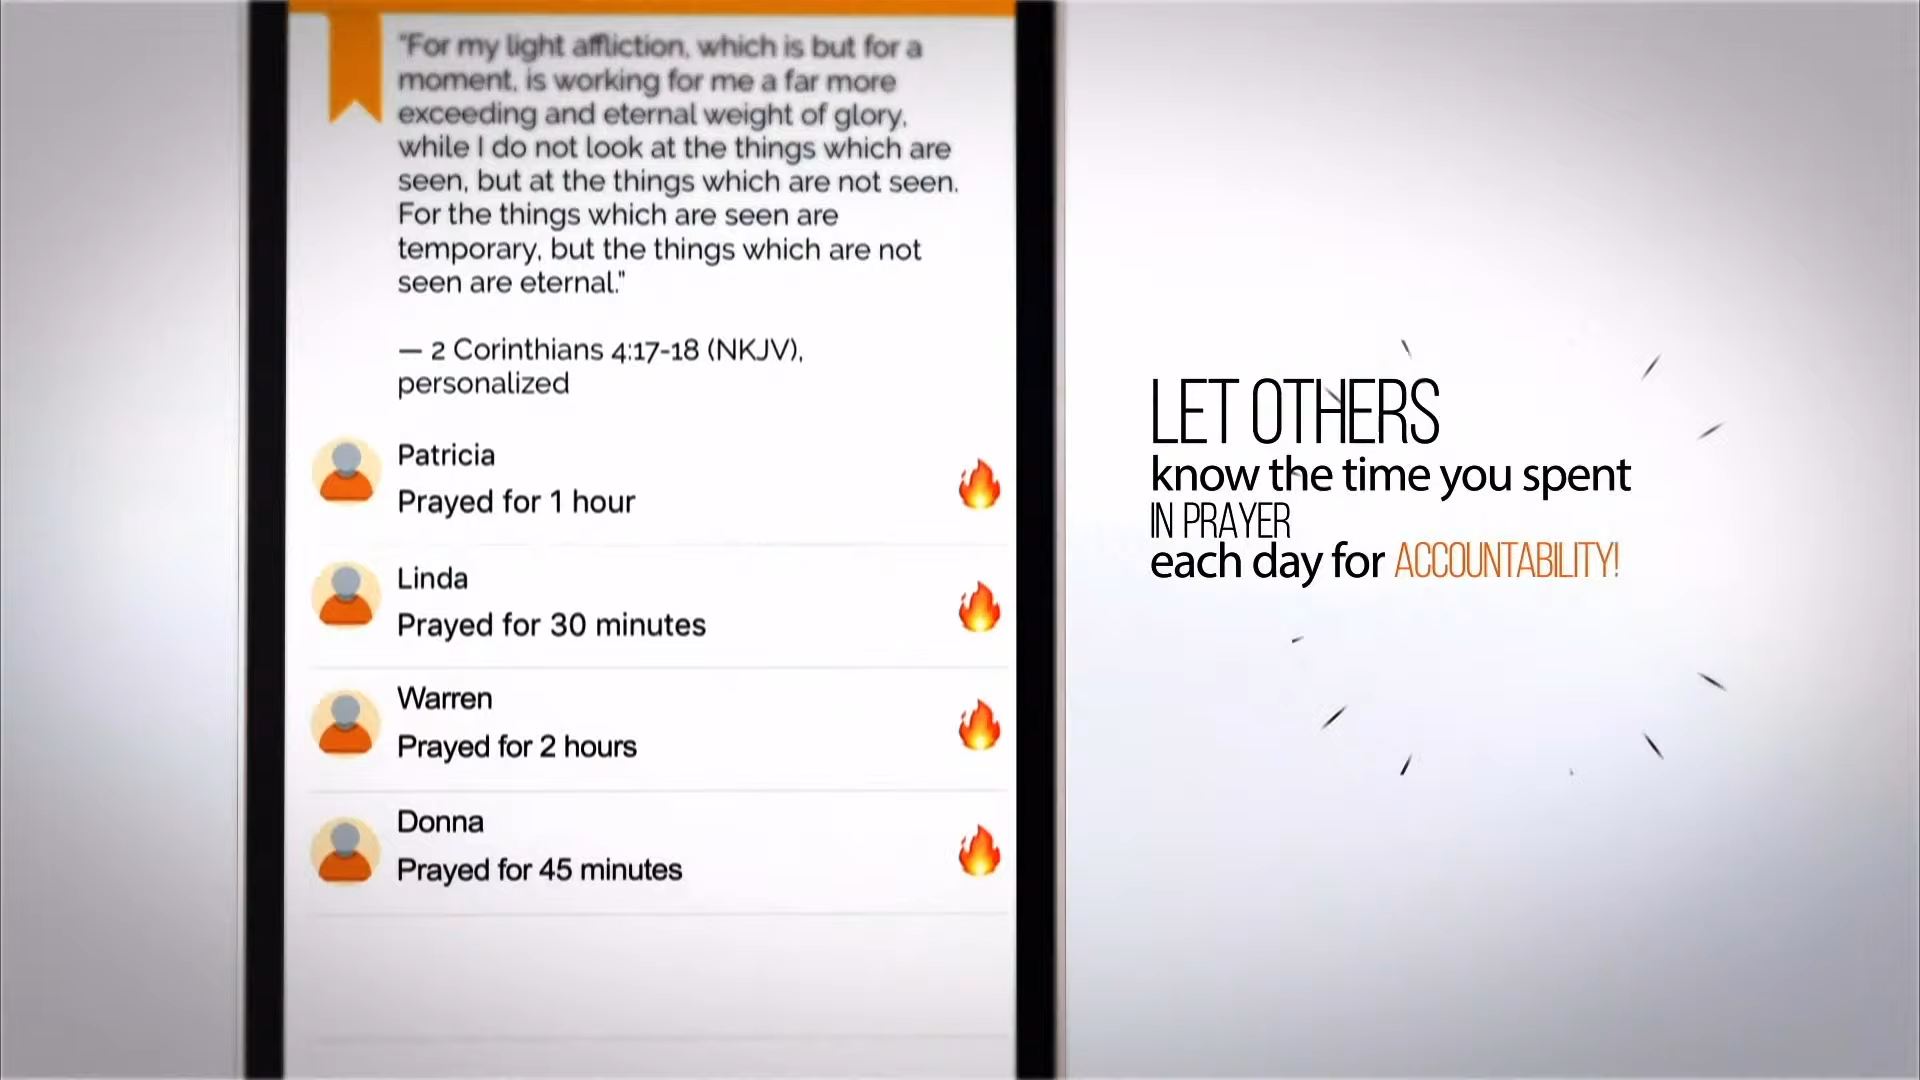 "For my light affliction, which is but for a
moment, is working for me a far more
exceeding and eternal weight of glory,
while I do not look at the things which are
seen, but at the things which are not seen.
For the things which are seen are
temporary, but the things which are not
seen are eternal."
— 2 Corinthians 4:17-18 (NKJV),
personalized
Patricia
Prayed for 1 hour
Linda
Prayed for 30 minutes
Warren
Prayed for 2 hours
Donna
Prayed for 45 minutes
LET OTHERS
know the time you spent
IN PRAYER
each day for ACCOUNTABILITY!